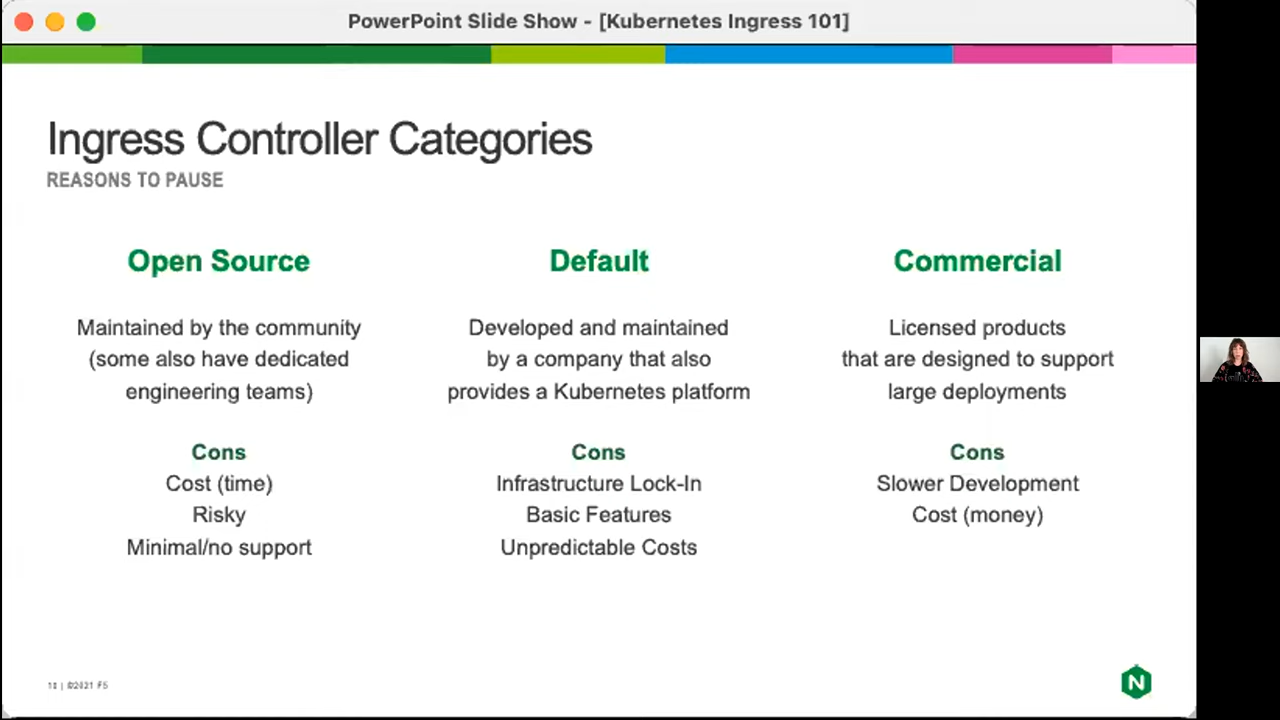 PowerPoint Slide Show - [Kubernetes Ingress 101]
Ingress Controller Categories
REASONS TO PAUSE
Open Source
Maintained by the community
(some also have dedicated
engineering teams)
Cons
Cost (time)
Risky
Minimal/no support
Default
Developed and maintained
by a company that also
provides a Kubernetes platform
Cons
Infrastructure Lock-In
Basic Features
Unpredictable Costs
Commercial
Licensed products
that are designed to support
large deployments
Cons
Slower Development
Cost (money)
| ©2021 F5
N